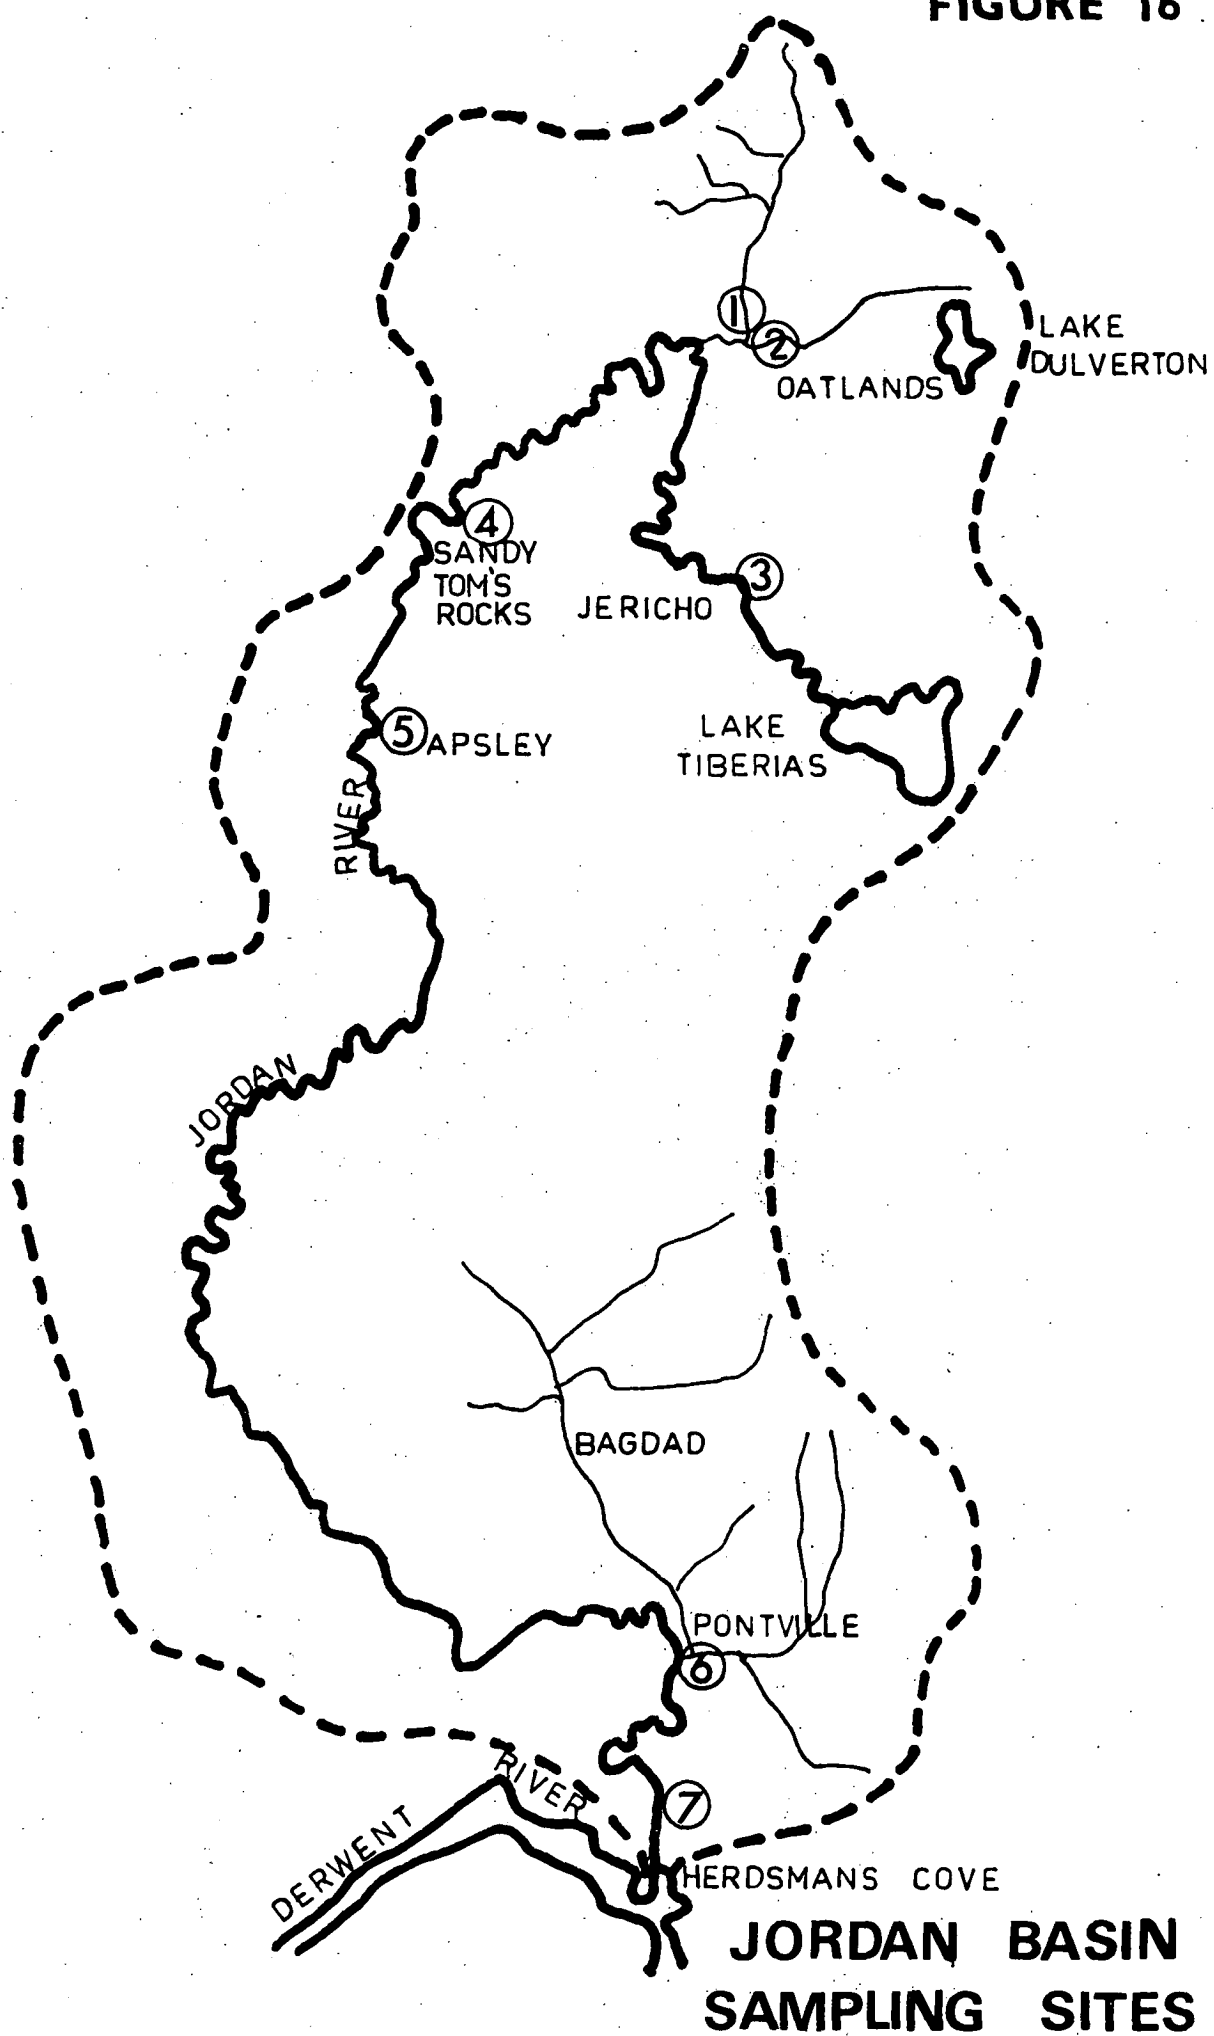 FIGURE 16
1
2
LAKE
DULVERTON
OATLANDS
4
SANDY
TOM'S
ROCKS
3
JERICHO
5
APSLEY
LAKE
TIBERIAS
RIVER
JORDAN
BAGDAD
PONTVILLE
6
RIVER
7
DERWENT
HERDSMANS COVE
JORDAN BASIN
SAMPLING SITES